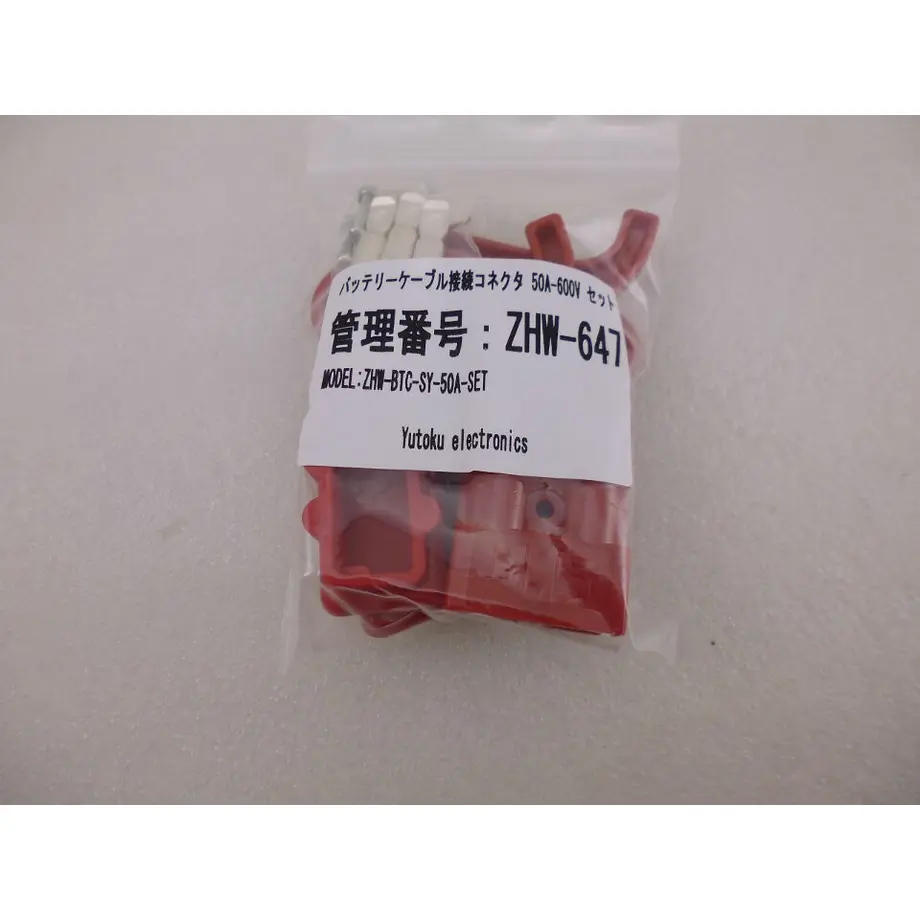 バッテリーケーブル接続コネクタ 50A-600V セット
管理番号：ZHW-647
MODEL:ZHW-BTC-SY-50A-SET
Yutoku electronics